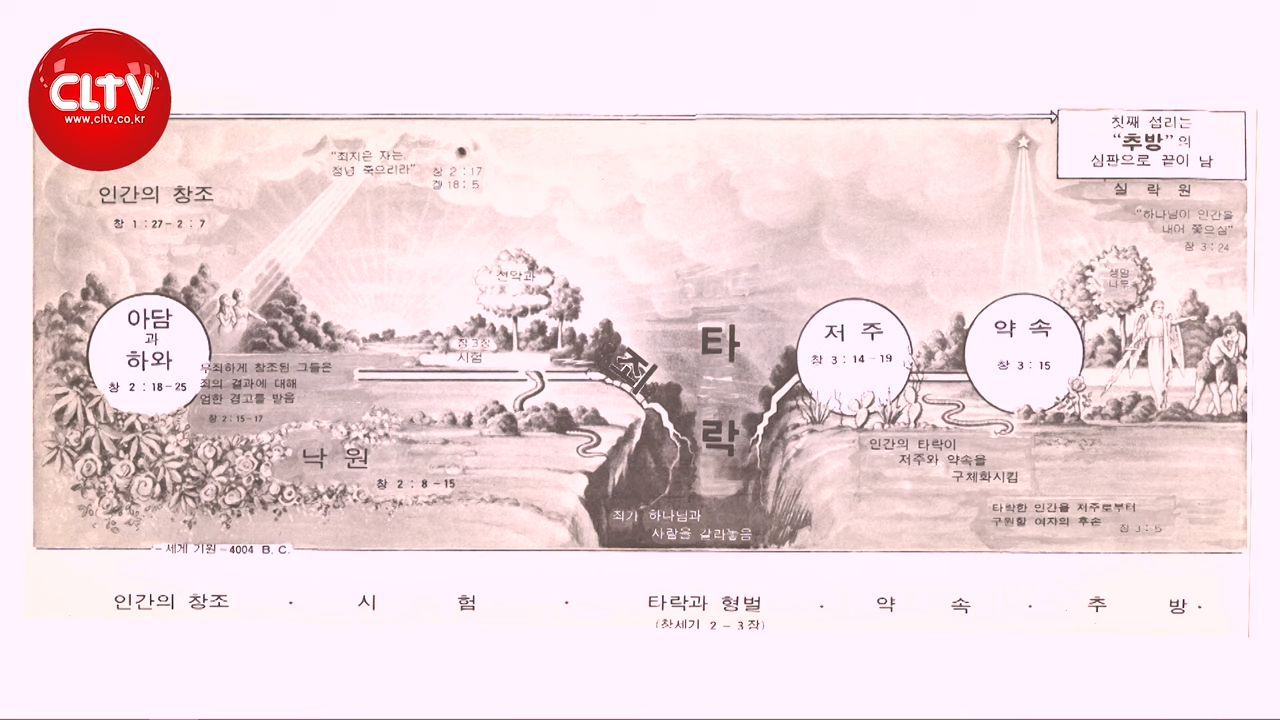 CLTV
www.cltv.co.kr
첫째 섭리는
“추방”의
심판으로 끝이 남
실 락 원
“하나님이 인간을
내어 쫓으심”
창 3:24
“죄지은 자는,
정녕 죽으리라”
창 2:17
겔 18:5
인간의 창조
창 1:27-2:7
아담
과
하와
창 2:18-25
무죄하게 창조된 그들은
죄의 결과에 대해
엄한 경고를 받음
창 2:15-17
낙 원
창 2:8-15
선악과
창 3장
시험
죄
타
락
죄가 하나님과
사람을 갈라놓음
저 주
창 3:14-19
약 속
창 3:15
생명
나무
인간의 타락이
저주와 약속을
구체화시킴
타락한 인간을 저주로부터
구원할 여자의 후손
세계 기원 -4004 B.C.
인간의 창조 · 시 험 · 타락과 형벌 · 약 속 · 추 방 ·
(창세기 2-3장)